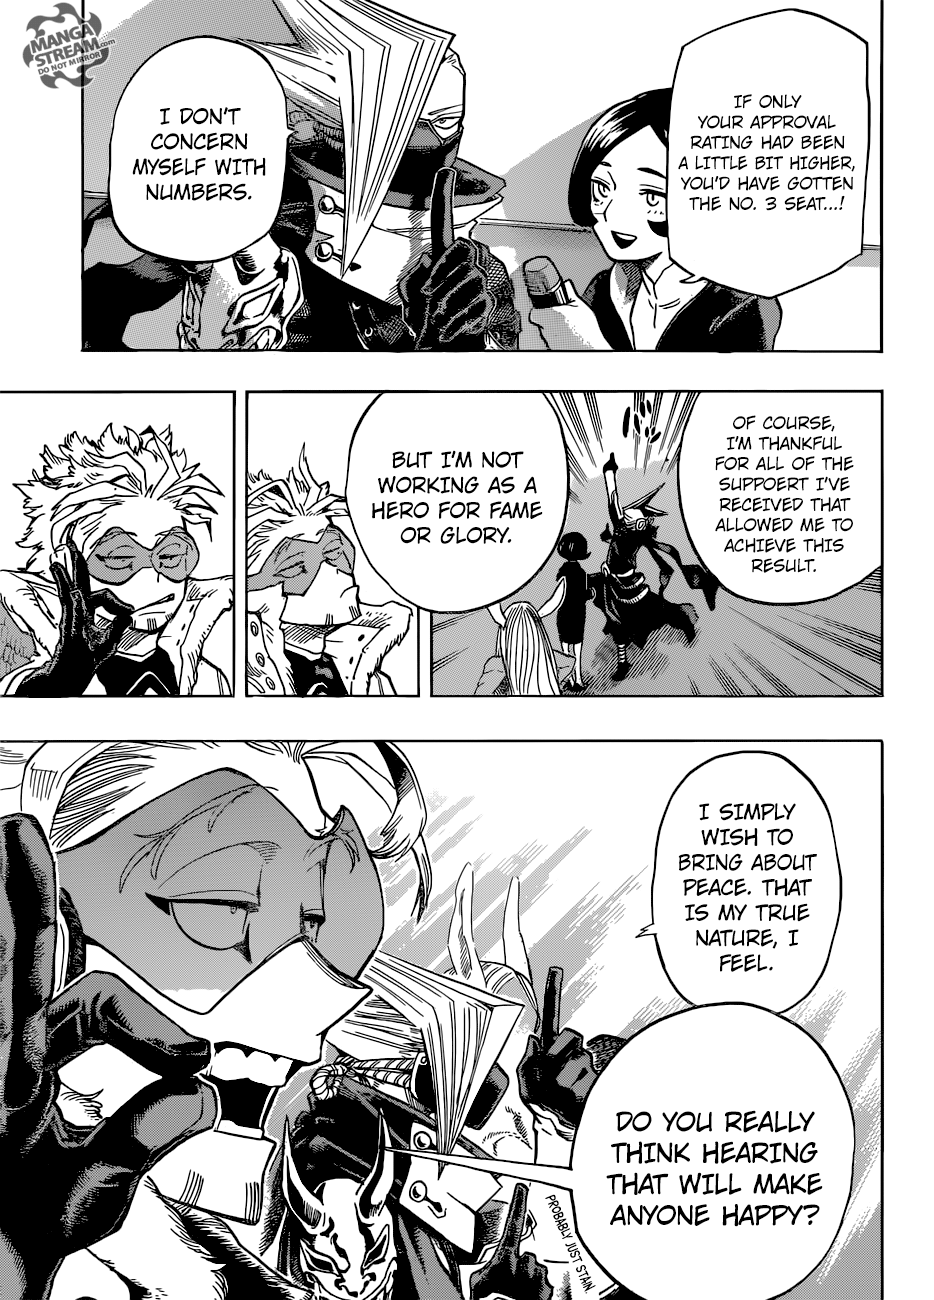 MANGA
STREAM.com
DO NOT MIRROR
IF ONLY
YOUR APPROVAL
RATING HAD BEEN
A LITTLE BIT HIGHER,
YOU'D HAVE GOTTEN
THE NO. 3 SEAT...!
I DON'T
CONCERN
MYSELF WITH
NUMBERS.
OF COURSE,
I'M THANKFUL
FOR ALL OF THE
SUPPOERT I'VE
RECEIVED THAT
ALLOWED ME TO
ACHIEVE THIS
RESULT.
BUT I'M NOT
WORKING AS A
HERO FOR FAME
OR GLORY.
I SIMPLY
WISH TO
BRING ABOUT
PEACE. THAT
IS MY TRUE
NATURE, I
FEEL.
DO YOU REALLY
THINK HEARING
THAT WILL MAKE
ANYONE HAPPY?
PROBABLY JUST STAIN